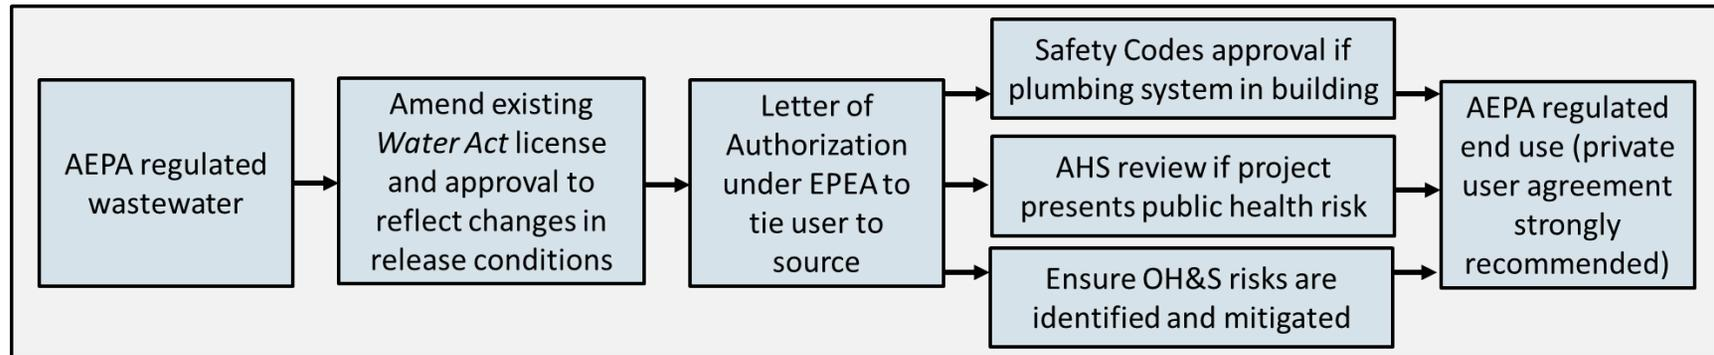 AEPA regulated
wastewater
Amend existing
Water Act license
and approval to
reflect changes in
release conditions
Letter of
Authorization
under EPEA to
tie user to
source
Safety Codes approval if
plumbing system in building
AHS review if project
presents public health risk
Ensure OH&S risks are
identified and mitigated
AEPA regulated
end use (private
user agreement
strongly
recommended)